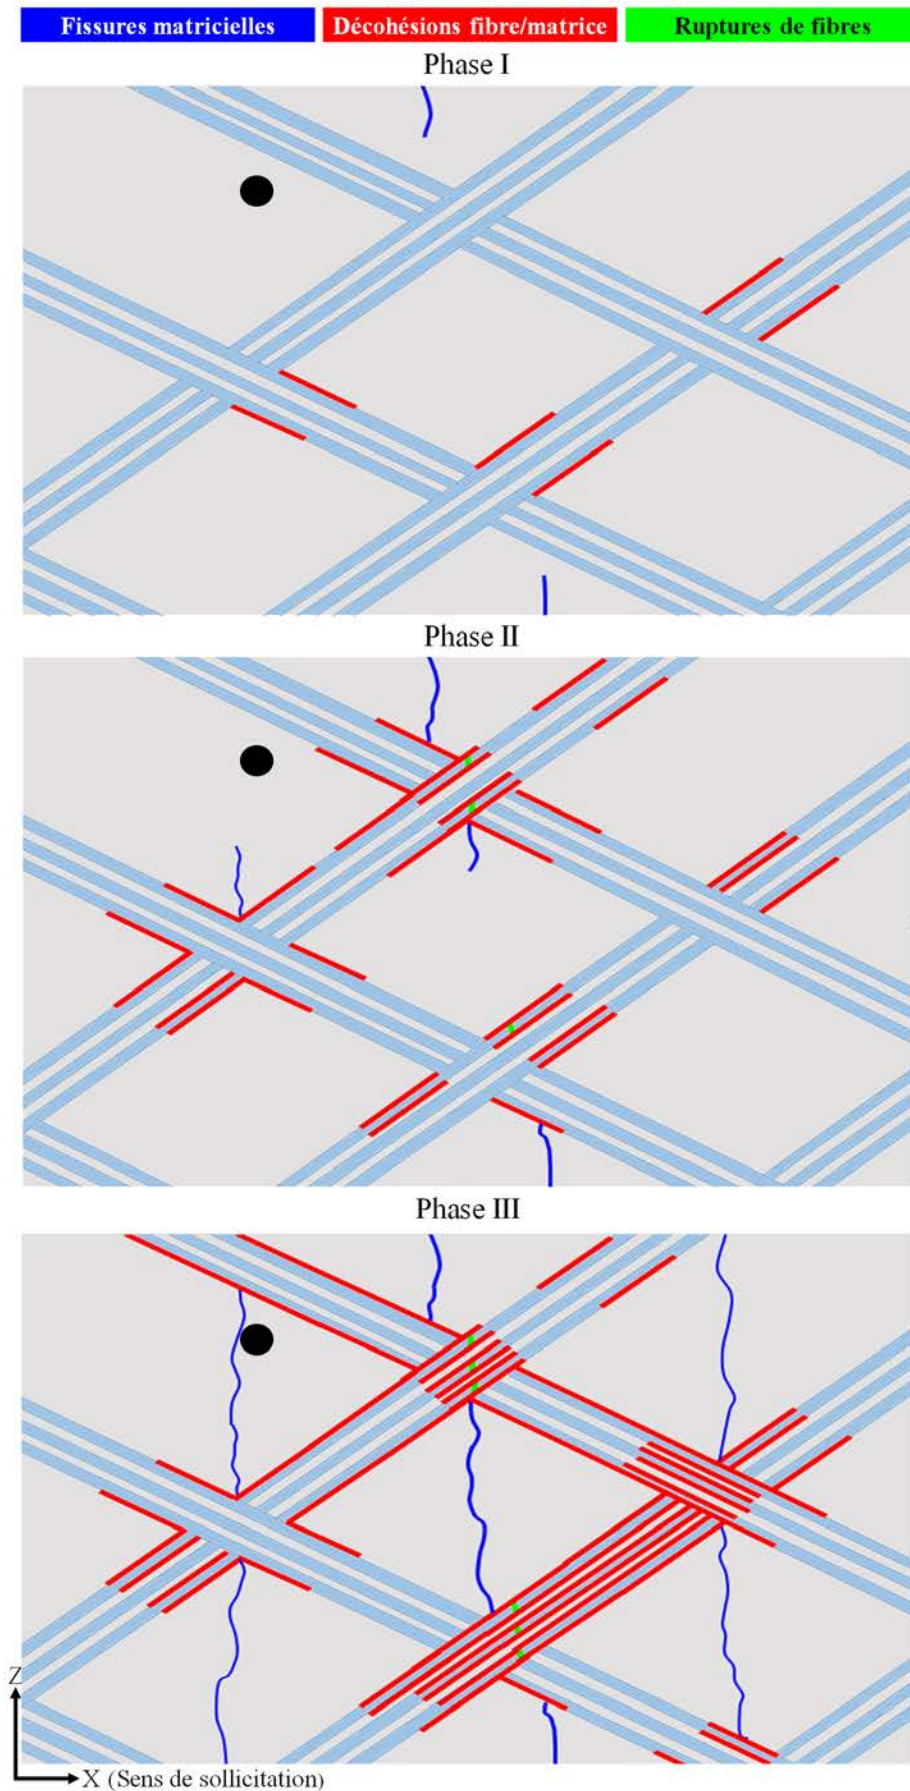 Fissures matricielles Décohésions fibre/matrice Ruptures de fibres
Phase I
Phase II
Phase III
Z
X (Sens de sollicitation)